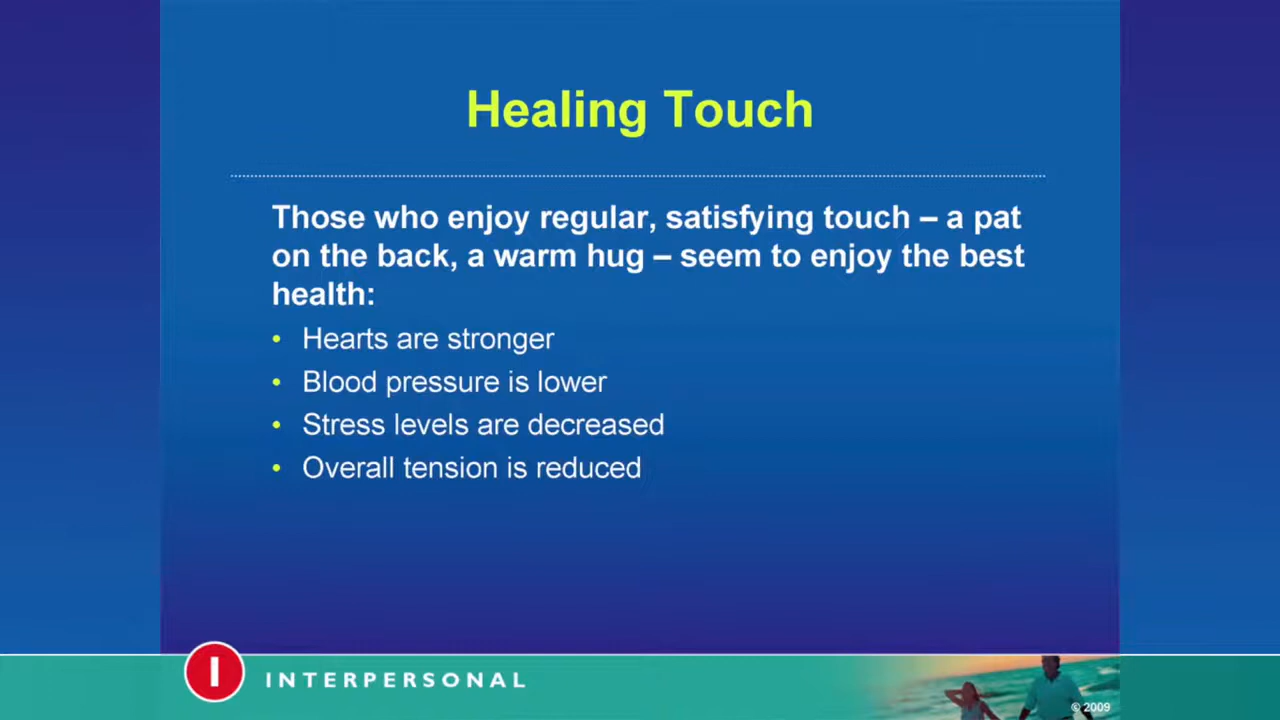 Healing Touch
Those who enjoy regular, satisfying touch – a pat
on the back, a warm hug – seem to enjoy the best
health:
• Hearts are stronger
• Blood pressure is lower
• Stress levels are decreased
• Overall tension is reduced
I INTERPERSONAL
© 2009